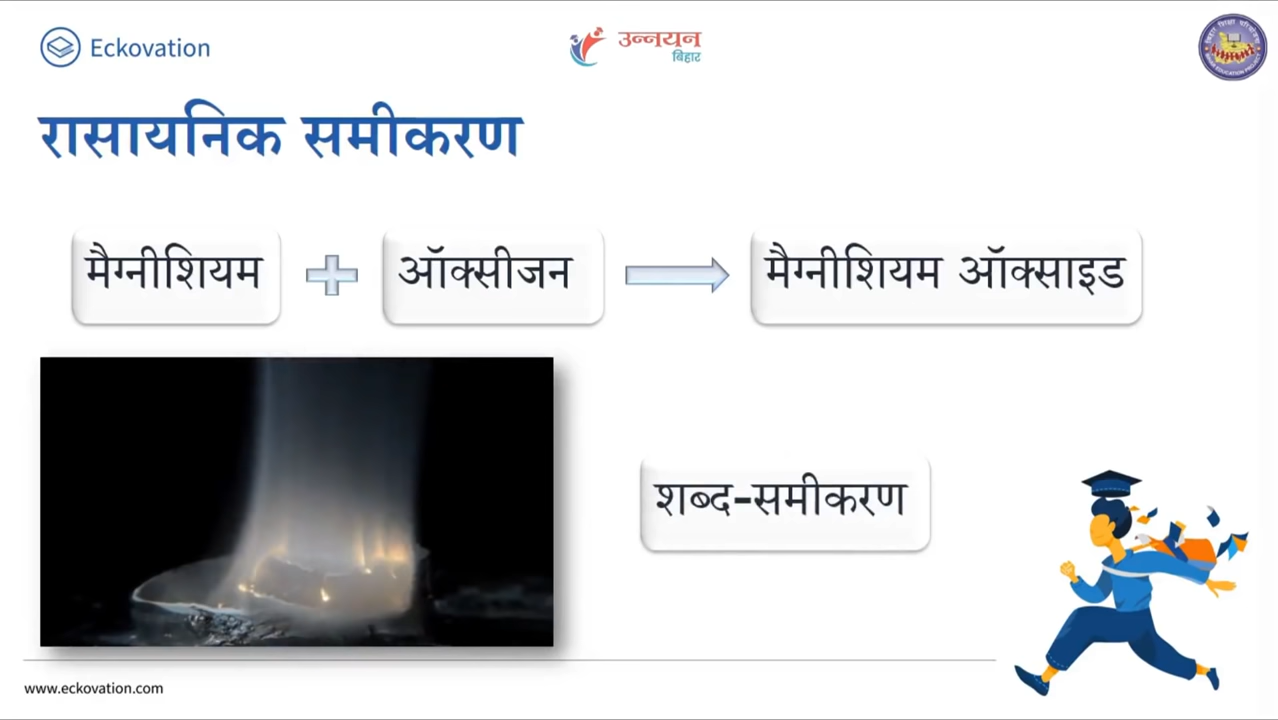 Eckovation
उन्नयन
बिहार
रासायनिक समीकरण
मैग्नीशियम
ऑक्सीजन
मैग्नीशियम ऑक्साइड
शब्द-समीकरण
www.eckovation.com